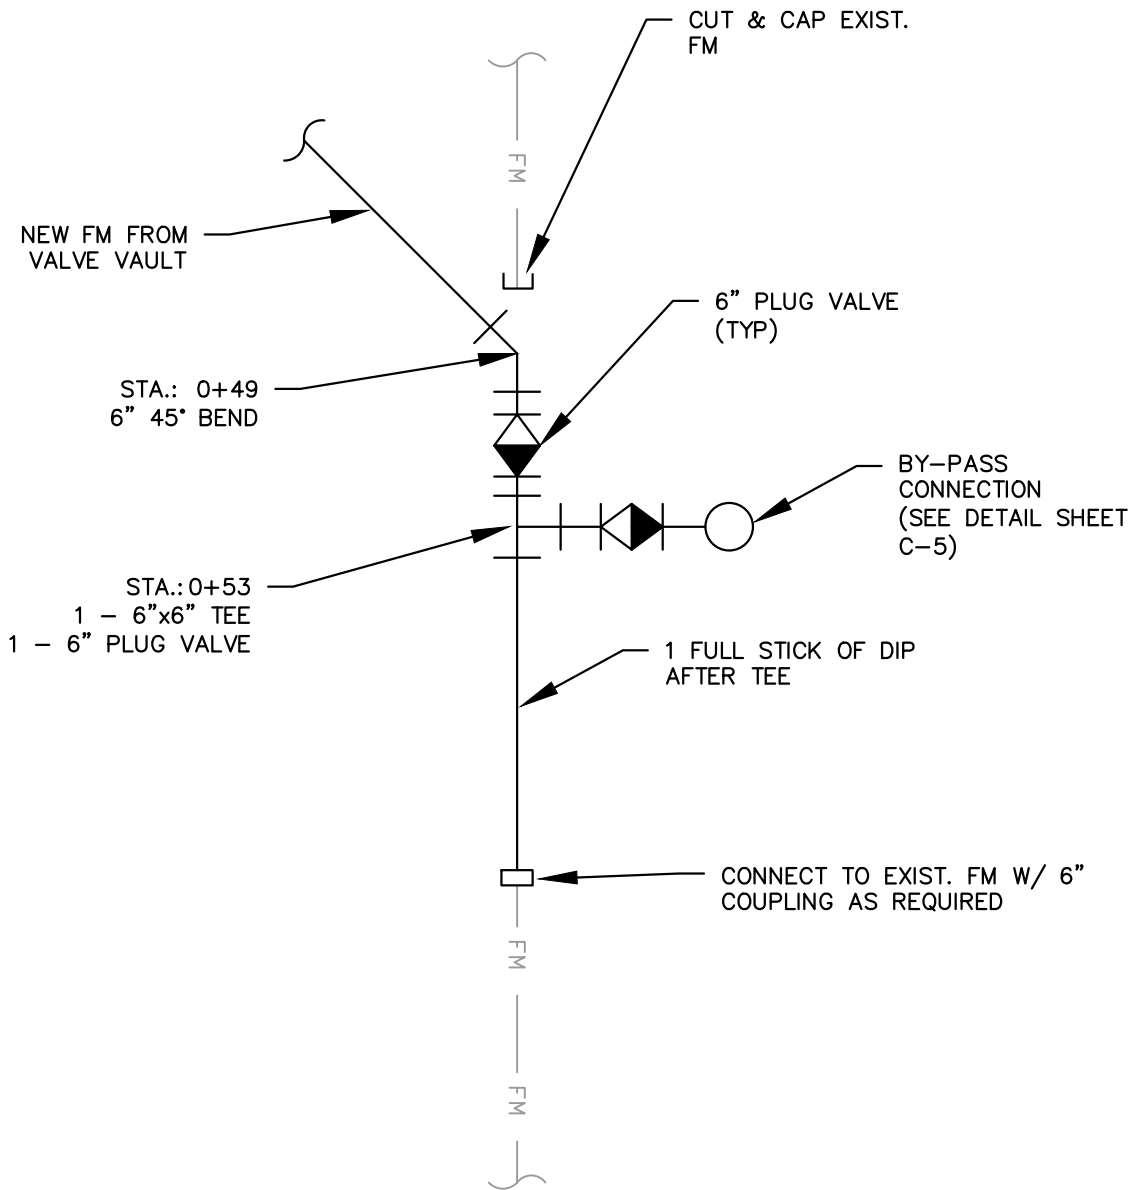 CUT & CAP EXIST.
FM
FM
NEW FM FROM
VALVE VAULT
6” PLUG VALVE
(TYP)
STA.: 0+49
6” 45° BEND
BY–PASS
CONNECTION
(SEE DETAIL SHEET
C–5)
STA.:0+53
1 – 6”x6” TEE
1 – 6” PLUG VALVE
1 FULL STICK OF DIP
AFTER TEE
CONNECT TO EXIST. FM W/ 6”
COUPLING AS REQUIRED
FM
FM